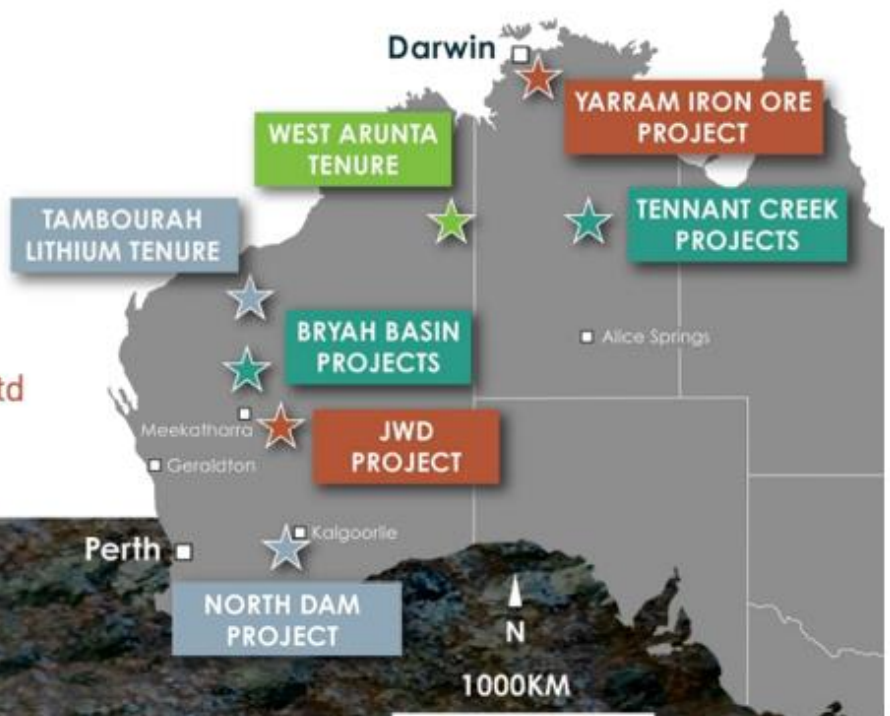 Darwin
YARRAM IRON ORE
PROJECT
WEST ARUNTA
TENURE
TENNANT CREEK
PROJECTS
TAMBOURAH
LITHIUM TENURE
BRYAH BASIN
PROJECTS
Alice Springs
td
Meekatharra
JWD
PROJECT
Geraldton
Perth
Kalgoorlie
NORTH DAM
PROJECT
N
1000KM